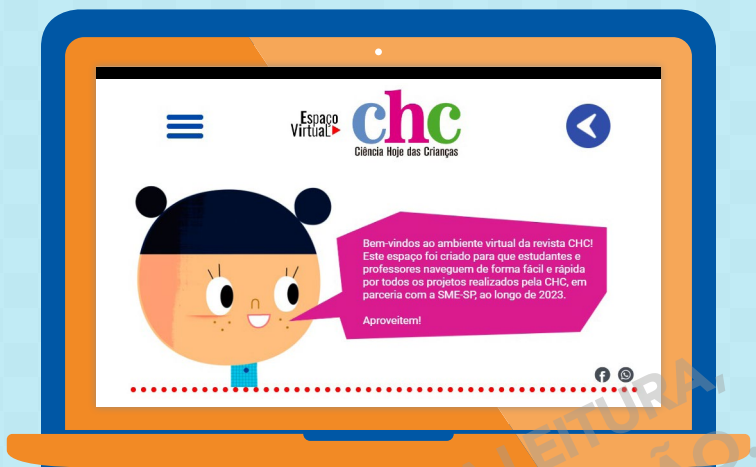 Espaço
Virtual
chc
Ciência Hoje das Crianças
Bem-vindos ao ambiente virtual da revista CHC!
Este espaço foi criado para que estudantes e
professores naveguem de forma fácil e rápida
por todos os projetos realizados pela CHC, em
parceria com a SME-SP, ao longo de 2023.
Aproveitem!
LEITURA,